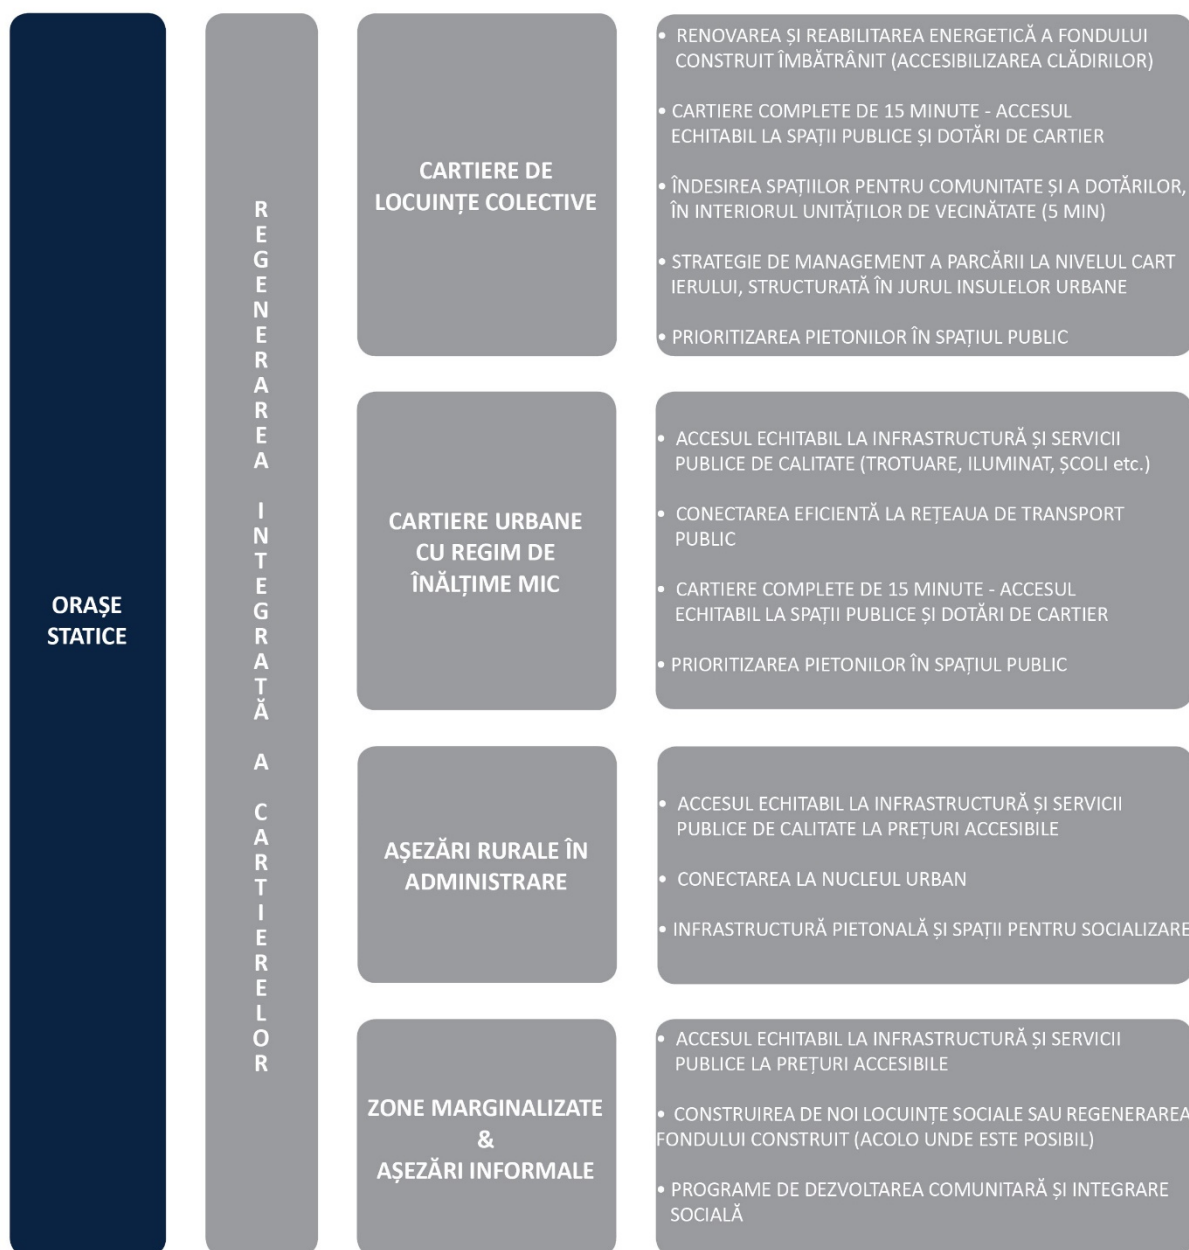 ORAȘE
STATICE
REGENERAREA INTEGRATĂ A CARTIERELOR
CARTIERE DE
LOCUINȚE COLECTIVE
• RENOVAREA ȘI REABILITAREA ENERGETICĂ A FONDULUI
CONSTRUIT ÎMBĂTRÂNIT (ACCESIBILIZAREA CLĂDIRILOR)
• CARTIERE COMPLETE DE 15 MINUTE - ACCESUL
ECHITABIL LA SPAȚII PUBLICE ȘI DOTĂRI DE CARTIER
• ÎNDESIREA SPAȚIILOR PENTRU COMUNITATE ȘI A DOTĂRILOR,
ÎN INTERIORUL UNITĂȚILOR DE VECINĂTATE (5 MIN)
• STRATEGIE DE MANAGEMENT A PARCĂRII LA NIVELUL CART
IERULUI, STRUCTURATĂ ÎN JURUL INSULELOR URBANE
• PRIORITIZAREA PIETONILOR ÎN SPAȚIUL PUBLIC
CARTIERE URBANE
CU REGIM DE
ÎNĂLȚIME MIC
• ACCESUL ECHITABIL LA INFRASTRUCTURĂ ȘI SERVICII
PUBLICE DE CALITATE (TROTUARE, ILUMINAT, ȘCOLI etc.)
• CONECTAREA EFICIENTĂ LA REȚEAUA DE TRANSPORT
PUBLIC
• CARTIERE COMPLETE DE 15 MINUTE - ACCESUL
ECHITABIL LA SPAȚII PUBLICE ȘI DOTĂRI DE CARTIER
• PRIORITIZAREA PIETONILOR ÎN SPAȚIUL PUBLIC
AȘEZĂRI RURALE ÎN
ADMINISTRARE
• ACCESUL ECHITABIL LA INFRASTRUCTURĂ ȘI SERVICII
PUBLICE DE CALITATE LA PREȚURI ACCESIBILE
• CONECTAREA LA NUCLEUL URBAN
• INFRASTRUCTURĂ PIETONALĂ ȘI SPAȚII PENTRU SOCIALIZARE
ZONE MARGINALIZATE
&
AȘEZĂRI INFORMALE
• ACCESUL ECHITABIL LA INFRASTRUCTURĂ ȘI SERVICII
PUBLICE LA PREȚURI ACCESIBILE
• CONSTRUIREA DE NOI LOCUINȚE SOCIALE SAU REGENERAREA
FONDULUI CONSTRUIT (ACOLO UNDE ESTE POSIBIL)
• PROGRAME DE DEZVOLTAREA COMUNITARĂ ȘI INTEGRARE
SOCIALĂ